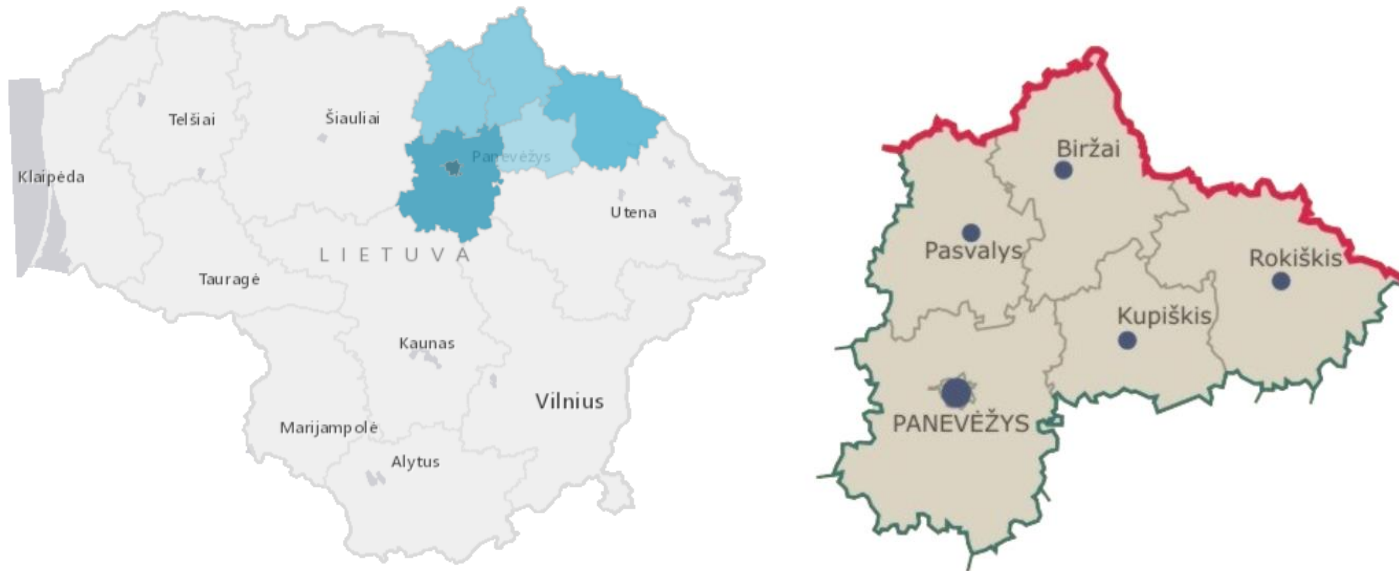 Telšiai
Šiauliai
Panevėžys
Klaipėda
Utena
LIETUVA
Tauragė
Kaunas
Vilnius
Marijampolė
Alytus
Biržai
Pasvalys
Rokiškis
Kupiškis
PANEVĖŽYS